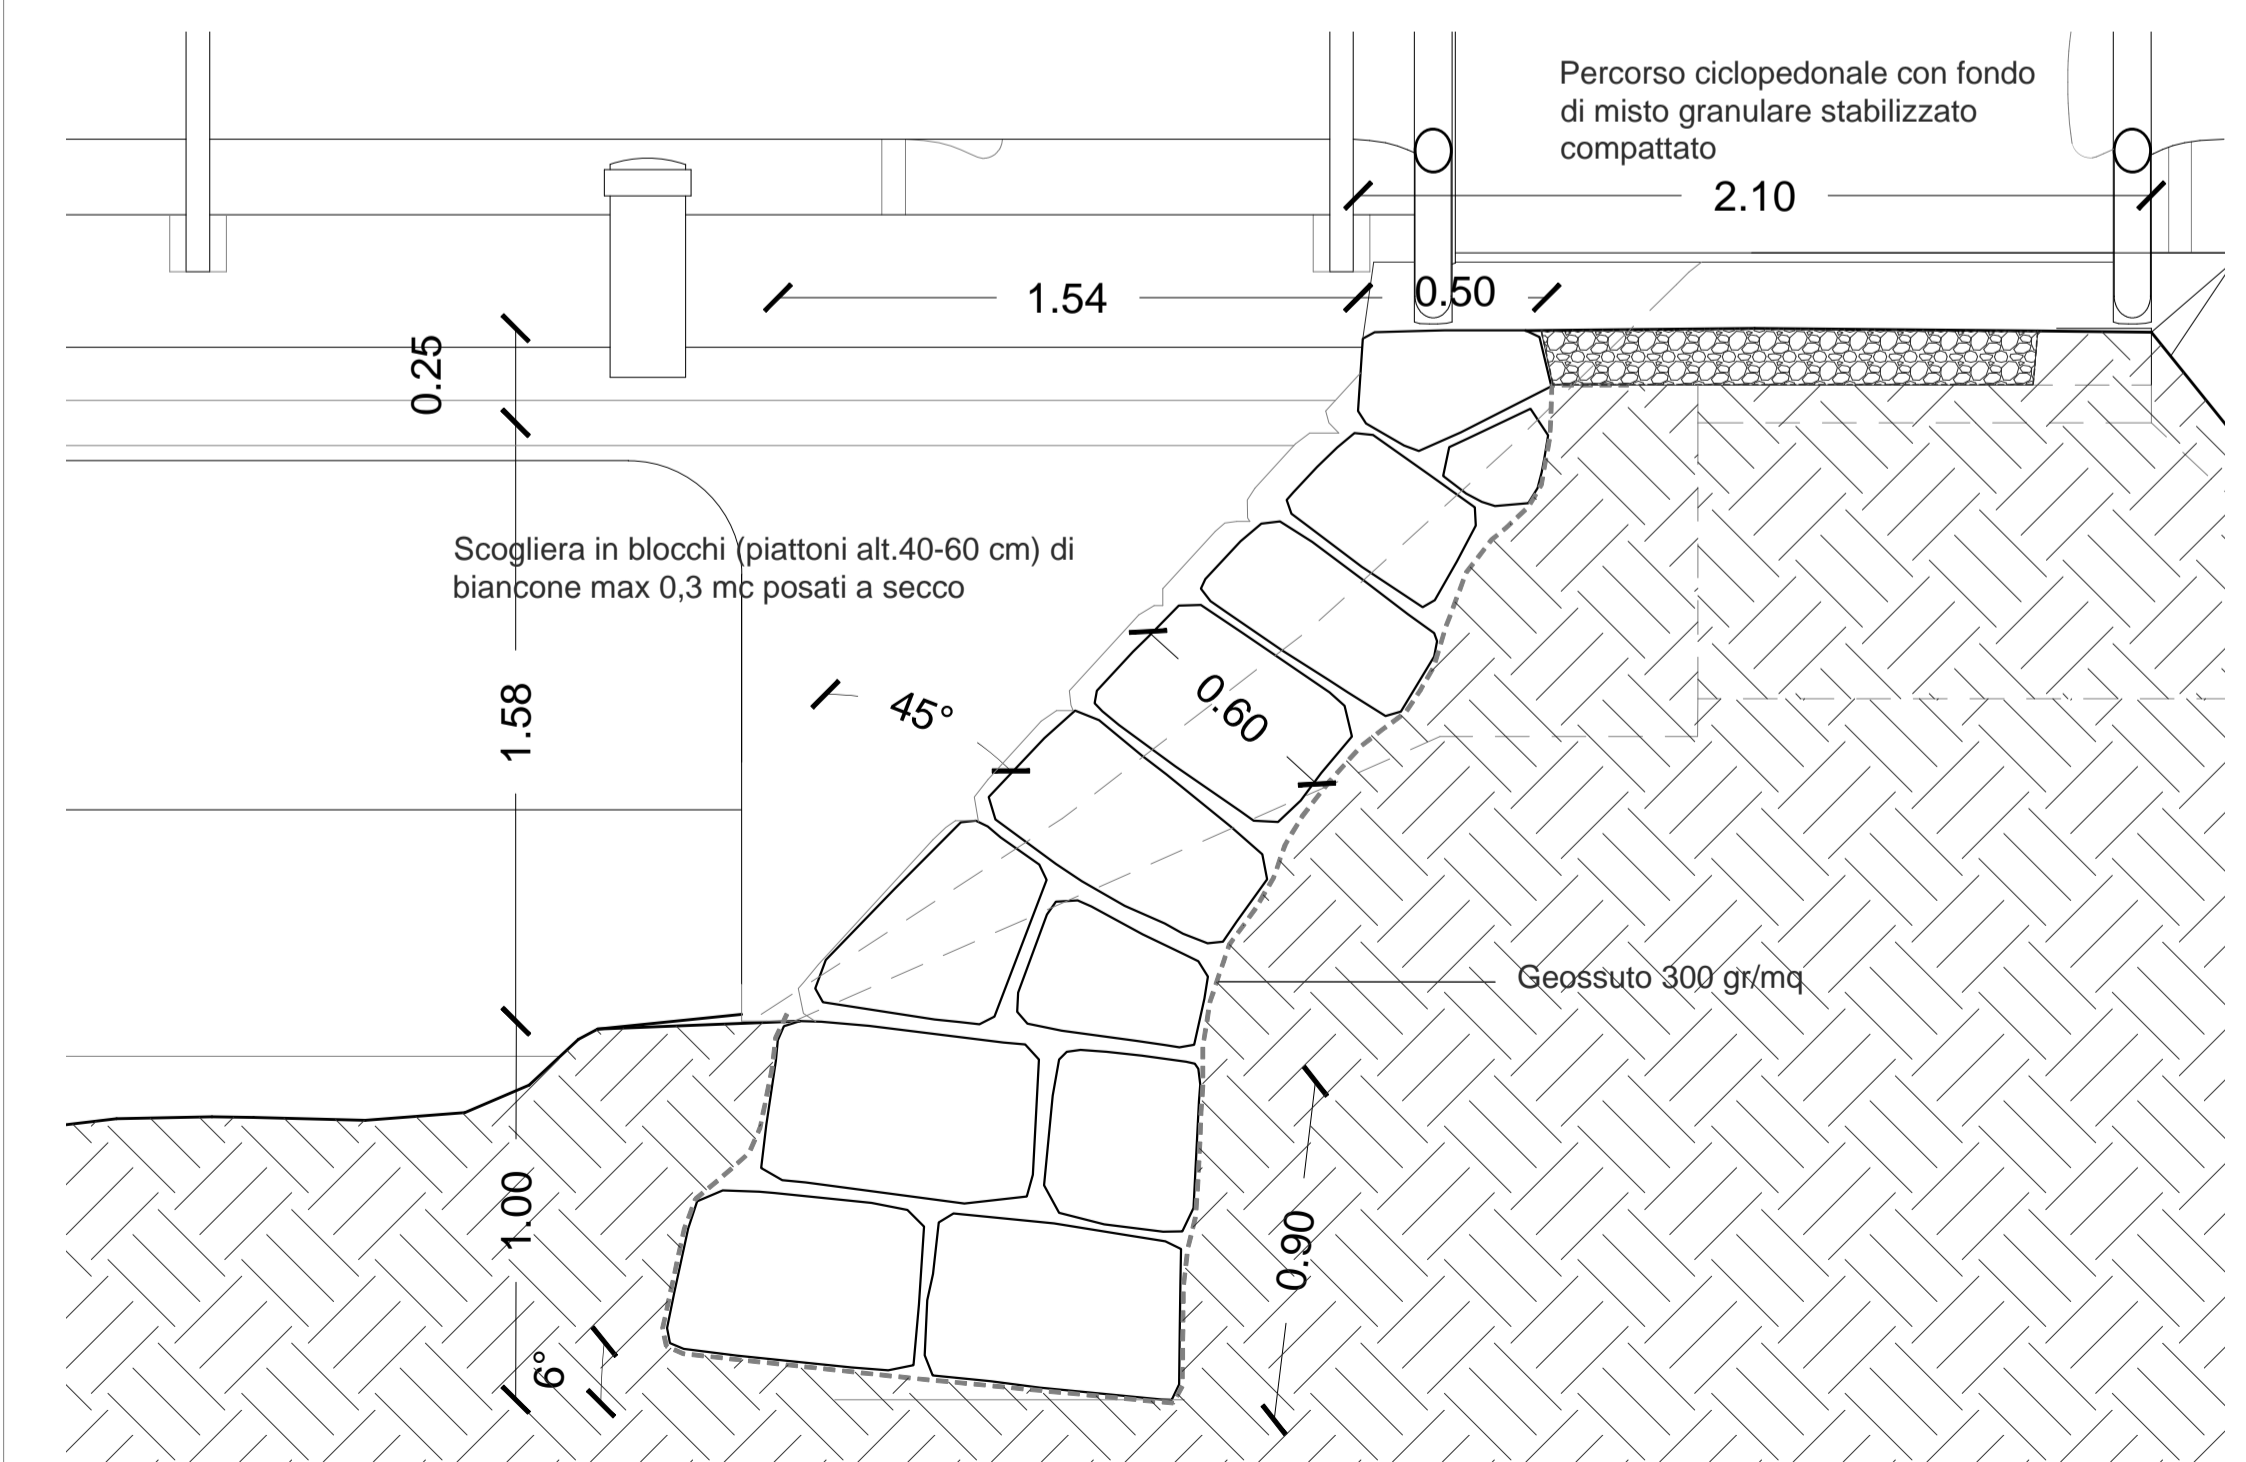 Percorso ciclopedonale con fondo
di misto granulare stabilizzato
compattato
2.10
1.54
0.50
0.25
Scogliera in blocchi (piattoni alt.40-60 cm) di
biancone max 0,3 mc posati a secco
1.58
45°
0.60
Geossuto 300 gr/mq
1.00
0.90
6°